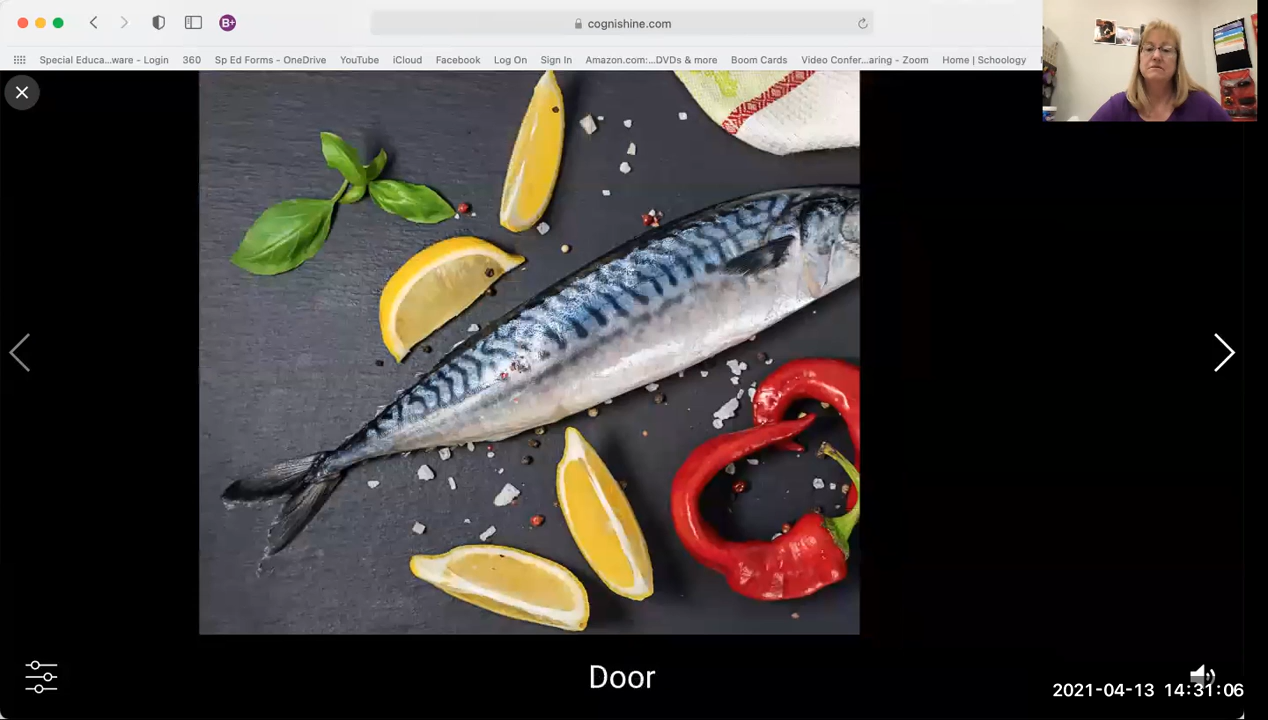 B+
cognishine.com
Special Educa...ware - Login 360 Sp Ed Forms - OneDrive YouTube iCloud Facebook Log On Sign In Amazon.com:...DVDs & more Boom Cards Video Confer...aring - Zoom Home | Schoology
Door
2021-04-13 14:31:06